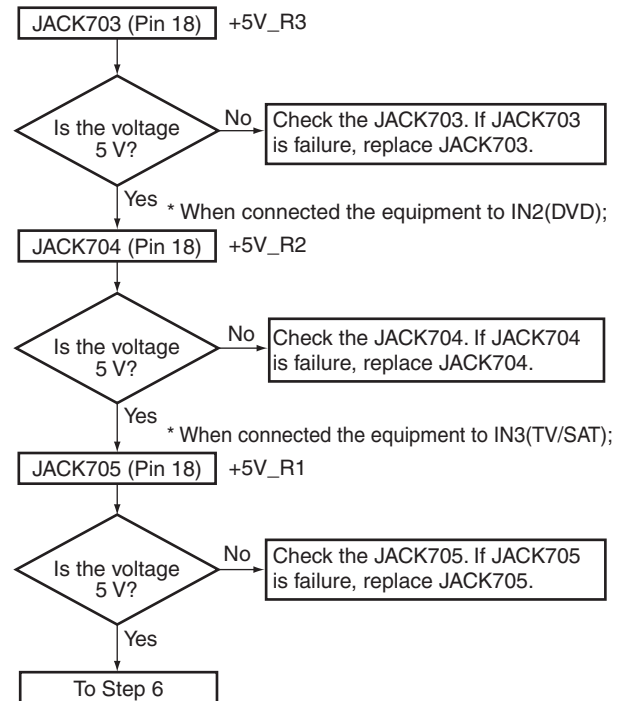 JACK703 (Pin 18) +5V_R3
Is the voltage
5 V?
No
Check the JACK703. If JACK703
is failure, replace JACK703.
Yes
* When connected the equipment to IN2(DVD);
JACK704 (Pin 18) +5V_R2
Is the voltage
5 V?
No
Check the JACK704. If JACK704
is failure, replace JACK704.
Yes
* When connected the equipment to IN3(TV/SAT);
JACK705 (Pin 18) +5V_R1
Is the voltage
5 V?
No
Check the JACK705. If JACK705
is failure, replace JACK705.
Yes
To Step 6